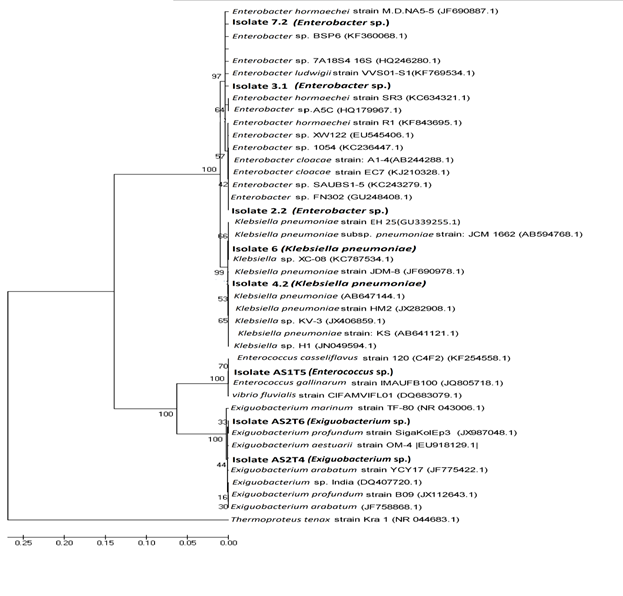 Enterobacter hormaechei strain M.D.NA5-5 (JF690887.1)
Isolate 7.2 (Enterobacter sp.)
Enterobacter sp. BSP6 (KF360068.1)
Enterobacter sp. 7A18S4 16S (HQ246280.1)
Enterobacter ludwigii strain VVS01-S1(KF769534.1)
97
Isolate 3.1 (Enterobacter sp.)
Enterobacter hormaechei strain SR3 (KC634321.1)
64
Enterobacter sp.A5C (HQ179967.1)
Enterobacter hormaechei strain R1 (KF843695.1)
Enterobacter sp. XW122 (EU545406.1)
Enterobacter sp. 1054 (KC236447.1)
57
Enterobacter cloacae strain: A1-4(AB244288.1)
100
Enterobacter cloacae strain EC7 (KJ210328.1)
42
Enterobacter sp. SAUBS1-5 (KC243279.1)
Enterobacter sp. FN302 (GU248408.1)
Isolate 2.2 (Enterobacter sp.)
Klebsiella pneumoniae strain EH 25(GU339255.1)
66
Klebsiella pneumoniae subsp. pneumoniae strain: JCM 1662 (AB594768.1)
Isolate 6 (Klebsiella pneumoniae)
Klebsiella sp. XC-08 (KC787534.1)
99
Klebsiella pneumoniae strain JDM-8 (JF690978.1)
Isolate 4.2 (Klebsiella pneumoniae)
53
Klebsiella pneumoniae (AB647144.1)
Klebsiella pneumoniae strain HM2 (JX282908.1)
65
Klebsiella sp. KV-3 (JX406859.1)
Klebsiella pneumoniae strain: KS (AB641121.1)
Klebsiella sp. H1 (JN049594.1)
Enterococcus casseliflavus strain 120 (C4F2) (KF254558.1)
70
Isolate AS1T5 (Enterococcus sp.)
100
Enterococcus gallinarum strain IMAUFB100 (JQ805718.1)
vibrio fluvialis strain CIFAMVIFL01 (DQ683079.1)
100
Exiguobacterium marinum strain TF-80 (NR 043006.1)
33
Isolate AS2T6 (Exiguobacterium sp.)
Exiguobacterium profundum strain SigaKolEp3 (JX987048.1)
100
Exiguobacterium aestuarii strain OM-4 |EU918129.1|
Isolate AS2T4 (Exiguobacterium sp.)
44
Exiguobacterium arabatum strain YCY17 (JF775422.1)
Exiguobacterium sp. India (DQ407720.1)
16
Exiguobacterium profundum strain B09 (JX112643.1)
30
Exiguobacterium arabatum (JF758868.1)
Thermoproteus tenax strain Kra 1 (NR 044683.1)
0.25 0.20 0.15 0.10 0.05 0.00